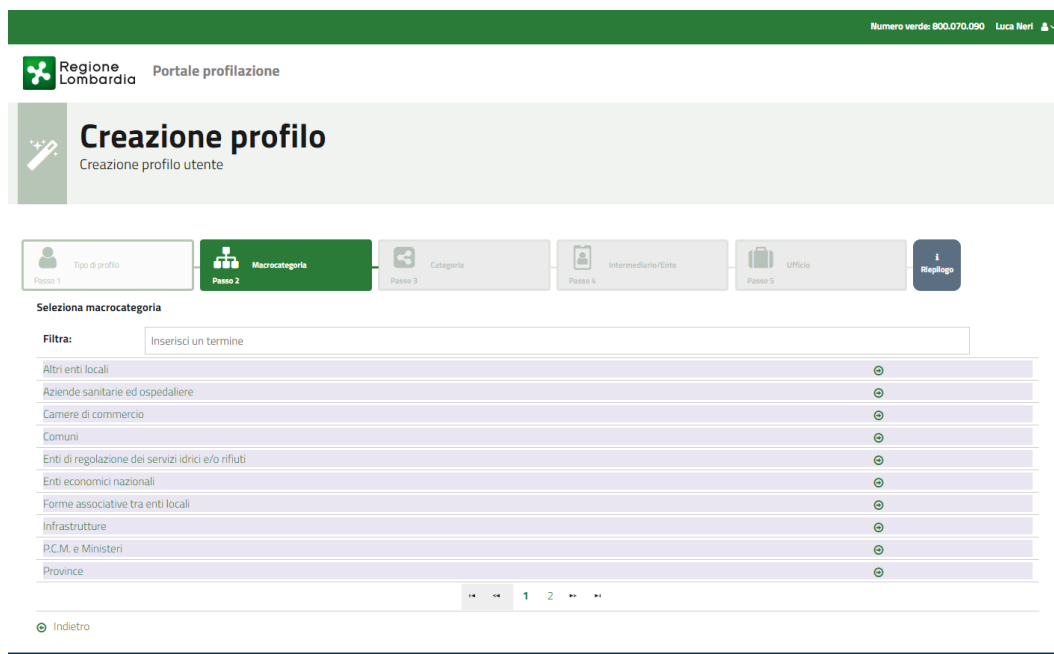 Numero verde: 800.070.090 Luca Neri
Regione
Lombardia
Portale profilazione
Creazione profilo
Creazione profilo utente
Tipo di profilo
Passo 1
Macrocategoria
Passo 2
Categoria
Passo 3
Intermediario/Ente
Passo 4
Ufficio
Passo 5
i
Riepilogo
Seleziona macrocategoria
Filtra: Inserisci un termine
Altri enti locali
Aziende sanitarie ed ospedaliere
Camere di commercio
Comuni
Enti di regolazione dei servizi idrici e/o rifiuti
Enti economici nazionali
Forme associative tra enti locali
Infrastrutture
P.C.M. e Ministeri
Province
1 2
Indietro